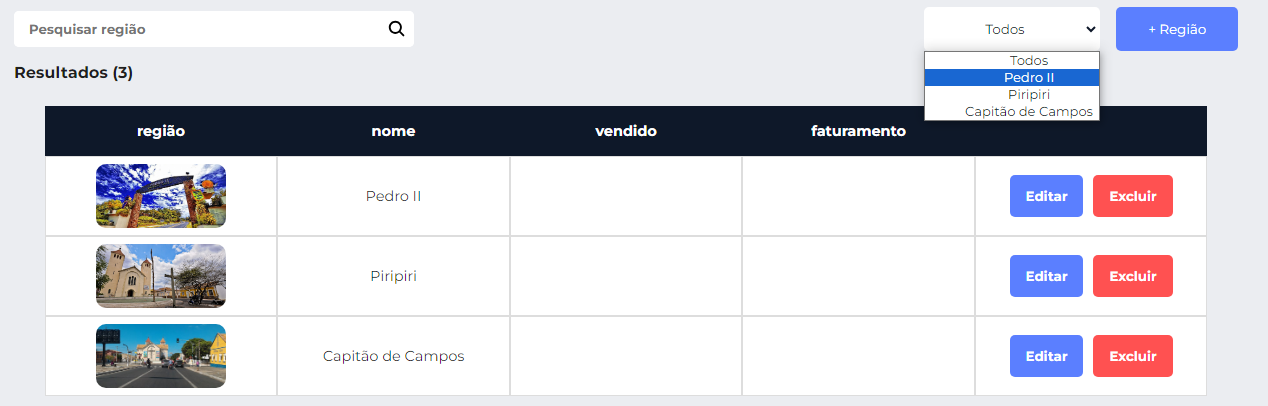 Pesquisar região
Todos
+ Região
Todos
Pedro II
Piripiri
Capitão de Campos
Resultados (3)
região nome vendido faturamento
Pedro II Editar Excluir
Piripiri Editar Excluir
Capitão de Campos Editar Excluir